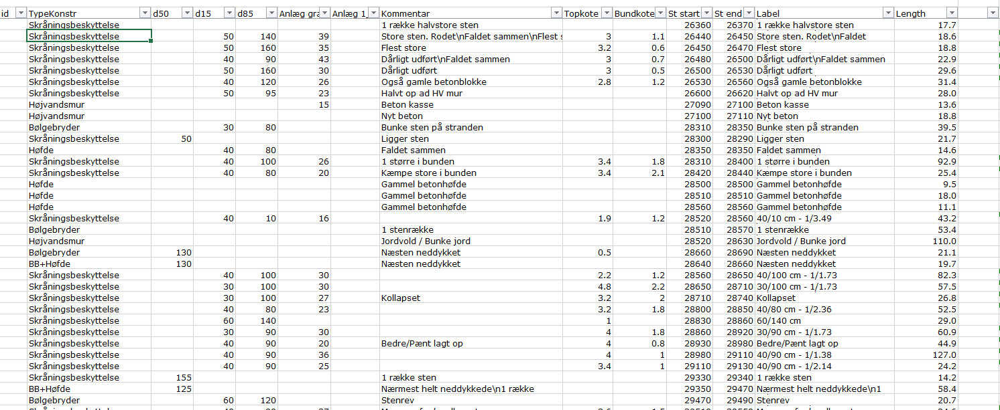 id TypeKonstr d50 d15 d85 Anlæg gra Anlæg 1_ Kommentar Topkote Bundkote St start St end Label Length
Skråningsbeskyttelse 1 række halvstore sten 26360 26370 1 række halvstore sten 17.7
Skråningsbeskyttelse 50 140 39 Store sten. Rodet\nFaldet sammen\nFlest s 3 1.1 26440 26450 Store sten. Rodet\nFaldet 18.6
Skråningsbeskyttelse 50 160 35 Flest store 3.2 0.6 26450 26470 Flest store 18.8
Skråningsbeskyttelse 40 90 43 Dårligt udført\nFaldet sammen 3 0.7 26480 26500 Dårligt udført\nFaldet sammen 22.9
Skråningsbeskyttelse 50 160 30 Dårligt udført 3 0.5 26500 26530 Dårligt udført 29.6
Skråningsbeskyttelse 40 120 26 Også gamle betonblokke 2.8 1.2 26530 26560 Også gamle betonblokke 31.4
Skråningsbeskyttelse 50 95 23 Halvt op ad HV mur 26600 26620 Halvt op ad HV mur 28.0
Højvandsmur 15 Beton kasse 27090 27100 Beton kasse 13.6
Højvandsmur Nyt beton 27100 27110 Nyt beton 18.8
Bølgebryder 30 80 Bunke sten på stranden 28310 28350 Bunke sten på stranden 39.5
Skråningsbeskyttelse 50 Ligger sten 28300 28290 Ligger sten 21.7
Høfde 40 80 Faldet sammen 28350 28350 Faldet sammen 14.6
Skråningsbeskyttelse 40 100 26 1 større i bunden 3.4 1.8 28310 28400 1 større i bunden 92.9
Skråningsbeskyttelse 40 80 20 Kæmpe store i bunden 3.4 2.1 28420 28440 Kæmpe store i bunden 25.4
Høfde Gammel betonhøfde 28500 28500 Gammel betonhøfde 9.5
Høfde Gammel betonhøfde 28510 28510 Gammel betonhøfde 18.0
Høfde Gammel betonhøfde 28560 28560 Gammel betonhøfde 11.1
Skråningsbeskyttelse 40 10 16 1.9 1.2 28520 28560 40/10 cm - 1/3.49 43.2
Bølgebryder 1 stenrække 28510 28570 1 stenrække 53.4
Højvandsmur Jordvold / Bunke jord 28520 28630 Jordvold / Bunke jord 110.0
Bølgebryder 130 Næsten neddykket 0.5 28660 28690 Næsten neddykket 21.1
BB+Høfde 130 Næsten neddykket 28640 28660 Næsten neddykket 19.7
Skråningsbeskyttelse 40 100 30 2.2 1.2 28560 28650 40/100 cm - 1/1.73 82.3
Skråningsbeskyttelse 30 100 30 4.8 2.2 28650 28710 30/100 cm - 1/1.73 57.5
Skråningsbeskyttelse 30 100 27 Kollapset 3.2 2 28710 28740 Kollapset 26.8
Skråningsbeskyttelse 40 80 23 3.2 1.8 28800 28850 40/80 cm - 1/2.36 52.5
Skråningsbeskyttelse 60 140 1 28830 28860 60/140 cm 29.0
Skråningsbeskyttelse 30 90 30 4 1.8 28860 28920 30/90 cm - 1/1.73 60.9
Skråningsbeskyttelse 40 90 20 Bedre/Pænt lagt op 4 0.8 28930 28980 Bedre/Pænt lagt op 44.9
Skråningsbeskyttelse 40 90 36 4 1 28980 29110 40/90 cm - 1/1.38 127.0
Skråningsbeskyttelse 40 90 25 3.4 1 29110 29130 40/90 cm - 1/2.14 24.2
Skråningsbeskyttelse 155 1 række sten 29330 29340 1 række sten 14.2
BB+Høfde 125 Nærmest helt neddykkede\n1 række 29350 29470 Nærmest helt neddykkede\n1 58.4
Bølgebryder 60 120 Stenrev 29470 29490 Stenrev 20.7